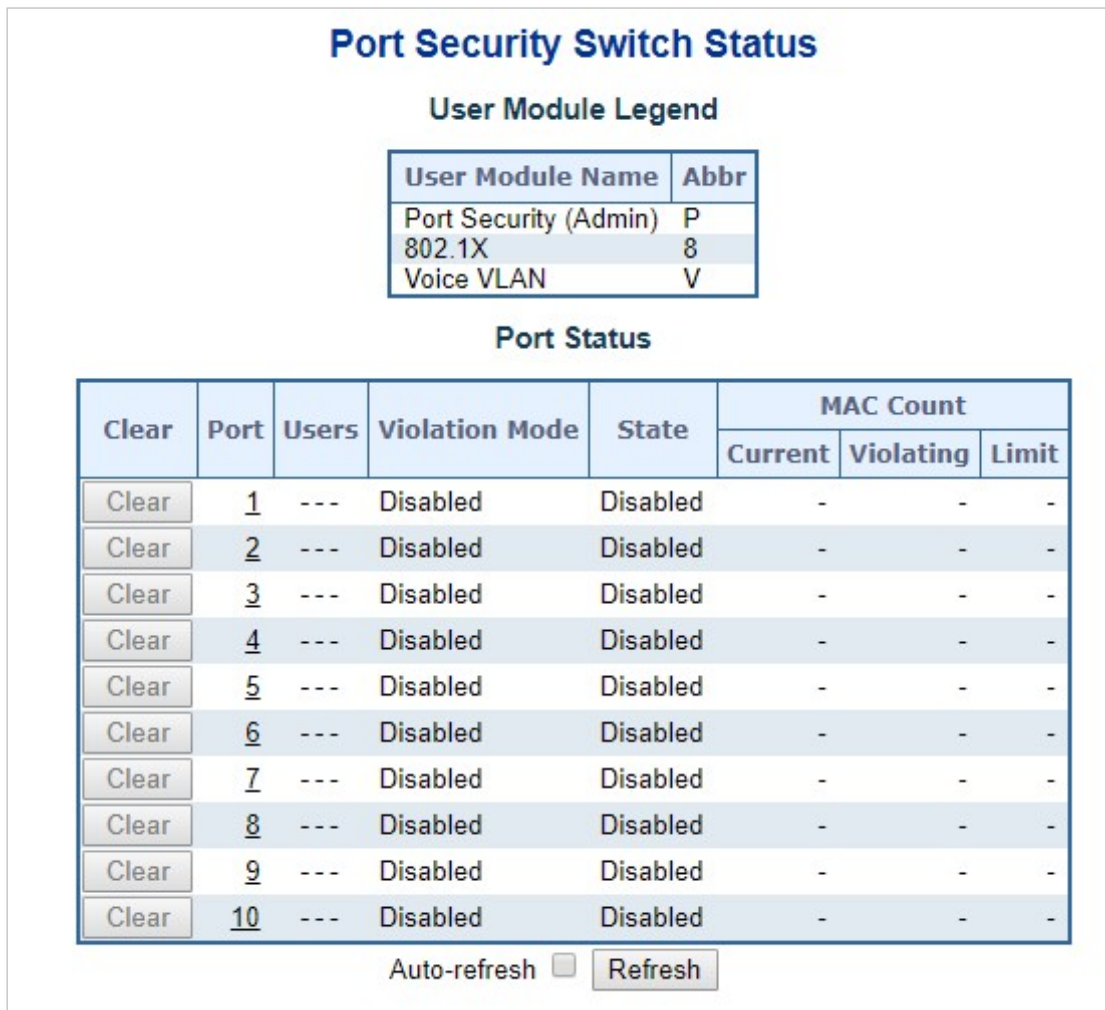 Port Security Switch Status
User Module Legend
User Module Name Abbr
Port Security (Admin) P
802.1X 8
Voice VLAN V
Port Status
Clear Port Users Violation Mode State MAC Count
Current Violating Limit
Clear 1 - - - Disabled Disabled - - -
Clear 2 - - - Disabled Disabled - - -
Clear 3 - - - Disabled Disabled - - -
Clear 4 - - - Disabled Disabled - - -
Clear 5 - - - Disabled Disabled - - -
Clear 6 - - - Disabled Disabled - - -
Clear 7 - - - Disabled Disabled - - -
Clear 8 - - - Disabled Disabled - - -
Clear 9 - - - Disabled Disabled - - -
Clear 10 - - - Disabled Disabled - - -
Auto-refresh Refresh